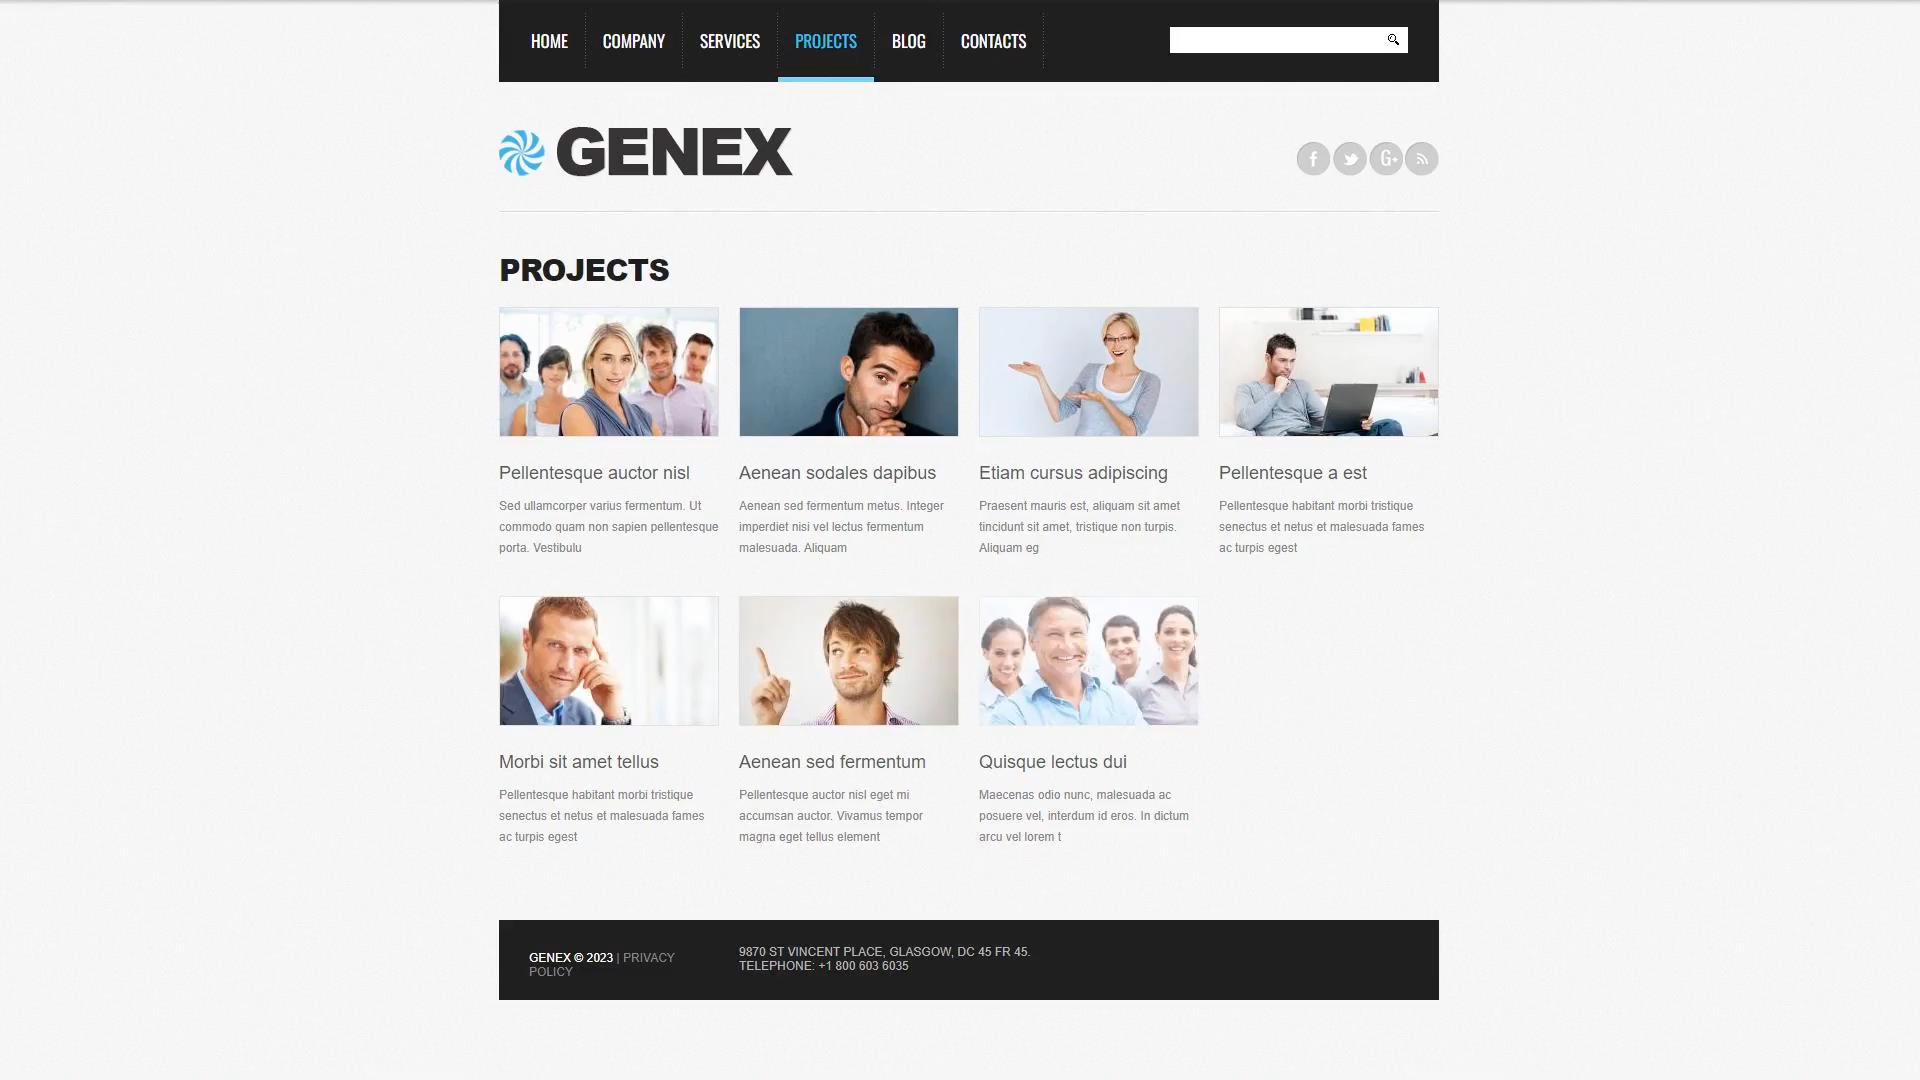 HOME
COMPANY
SERVICES
PROJECTS
BLOG
CONTACTS
GENEX
PROJECTS
Pellentesque auctor nisl
Sed ullamcorper varius fermentum. Ut
commodo quam non sapien pellentesque
porta. Vestibulu
Aenean sodales dapibus
Aenean sed fermentum metus. Integer
imperdiet nisi vel lectus fermentum
malesuada. Aliquam
Etiam cursus adipiscing
Praesent mauris est, aliquam sit amet
tincidunt sit amet, tristique non turpis.
Aliquam eg
Pellentesque a est
Pellentesque habitant morbi tristique
senectus et netus et malesuada fames
ac turpis egest
Morbi sit amet tellus
Pellentesque habitant morbi tristique
senectus et netus et malesuada fames
ac turpis egest
Aenean sed fermentum
Pellentesque auctor nisl eget mi
accumsan auctor. Vivamus tempor
magna eget tellus element
Quisque lectus dui
Maecenas odio nunc, malesuada ac
posuere vel, interdum id eros. In dictum
arcu vel lorem t
GENEX © 2023 | PRIVACY
POLICY
9870 ST VINCENT PLACE, GLASGOW, DC 45 FR 45.
TELEPHONE: +1 800 603 6035